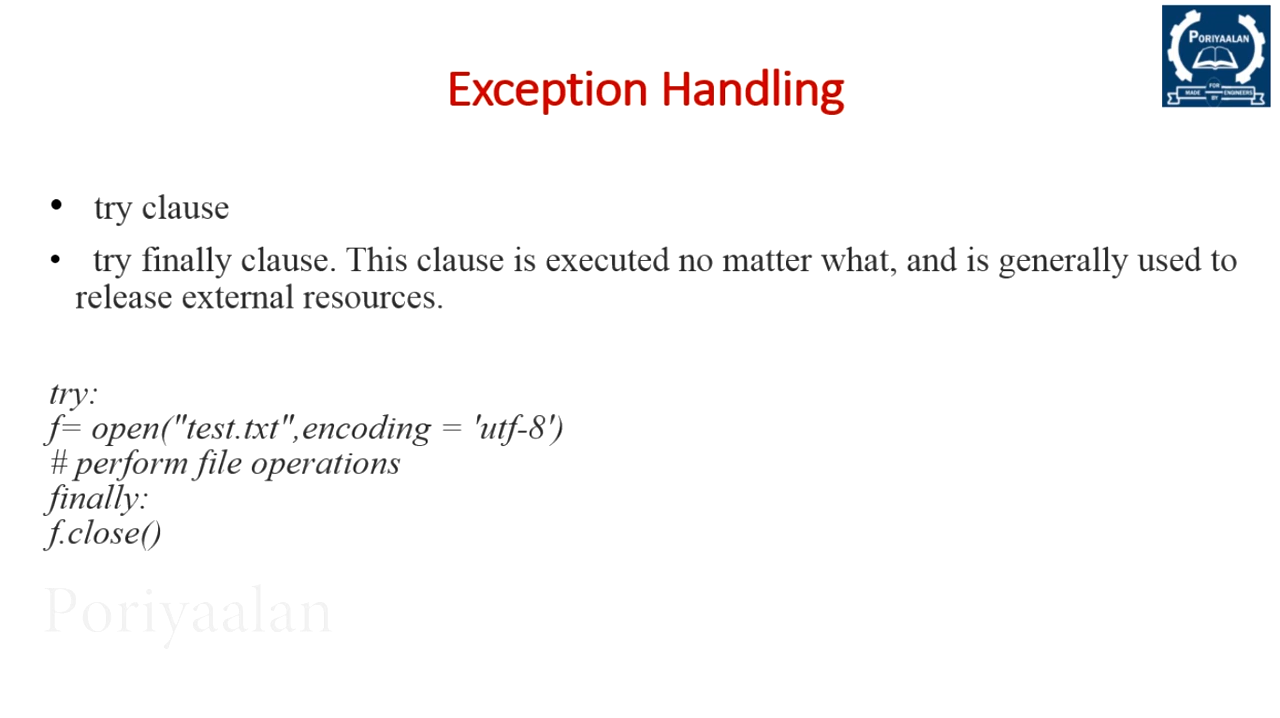 PORIYAALAN
FOR
MADE BY ENGINEERS
Exception Handling
• try clause
• try finally clause. This clause is executed no matter what, and is generally used to
release external resources.
try:
f= open("test.txt",encoding = 'utf-8')
# perform file operations
finally:
f.close()
Poriyaalan